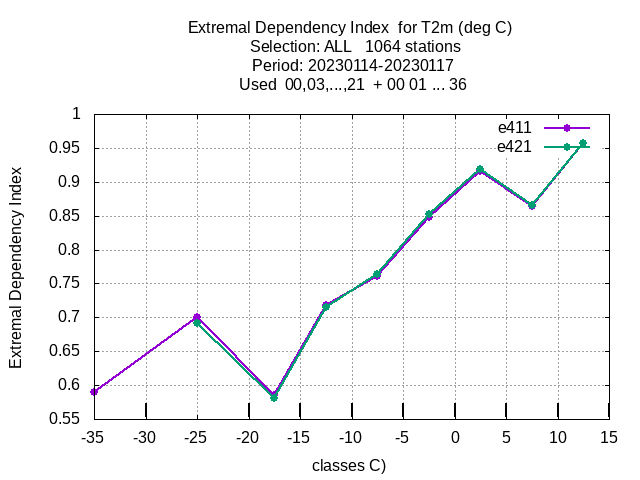 Extremal Dependency Index  for T2m (deg C)
Selection: ALL   1064 stations
Period: 20230114-20230117
Used  00,03,...,21  + 00 01 ... 36
e411
e421
1
0.95
0.9
0.85
0.8
0.75
0.7
0.65
0.6
0.55
Extremal Dependency Index
-35 -30 -25 -20 -15 -10 -5 0 5 10 15
classes C)